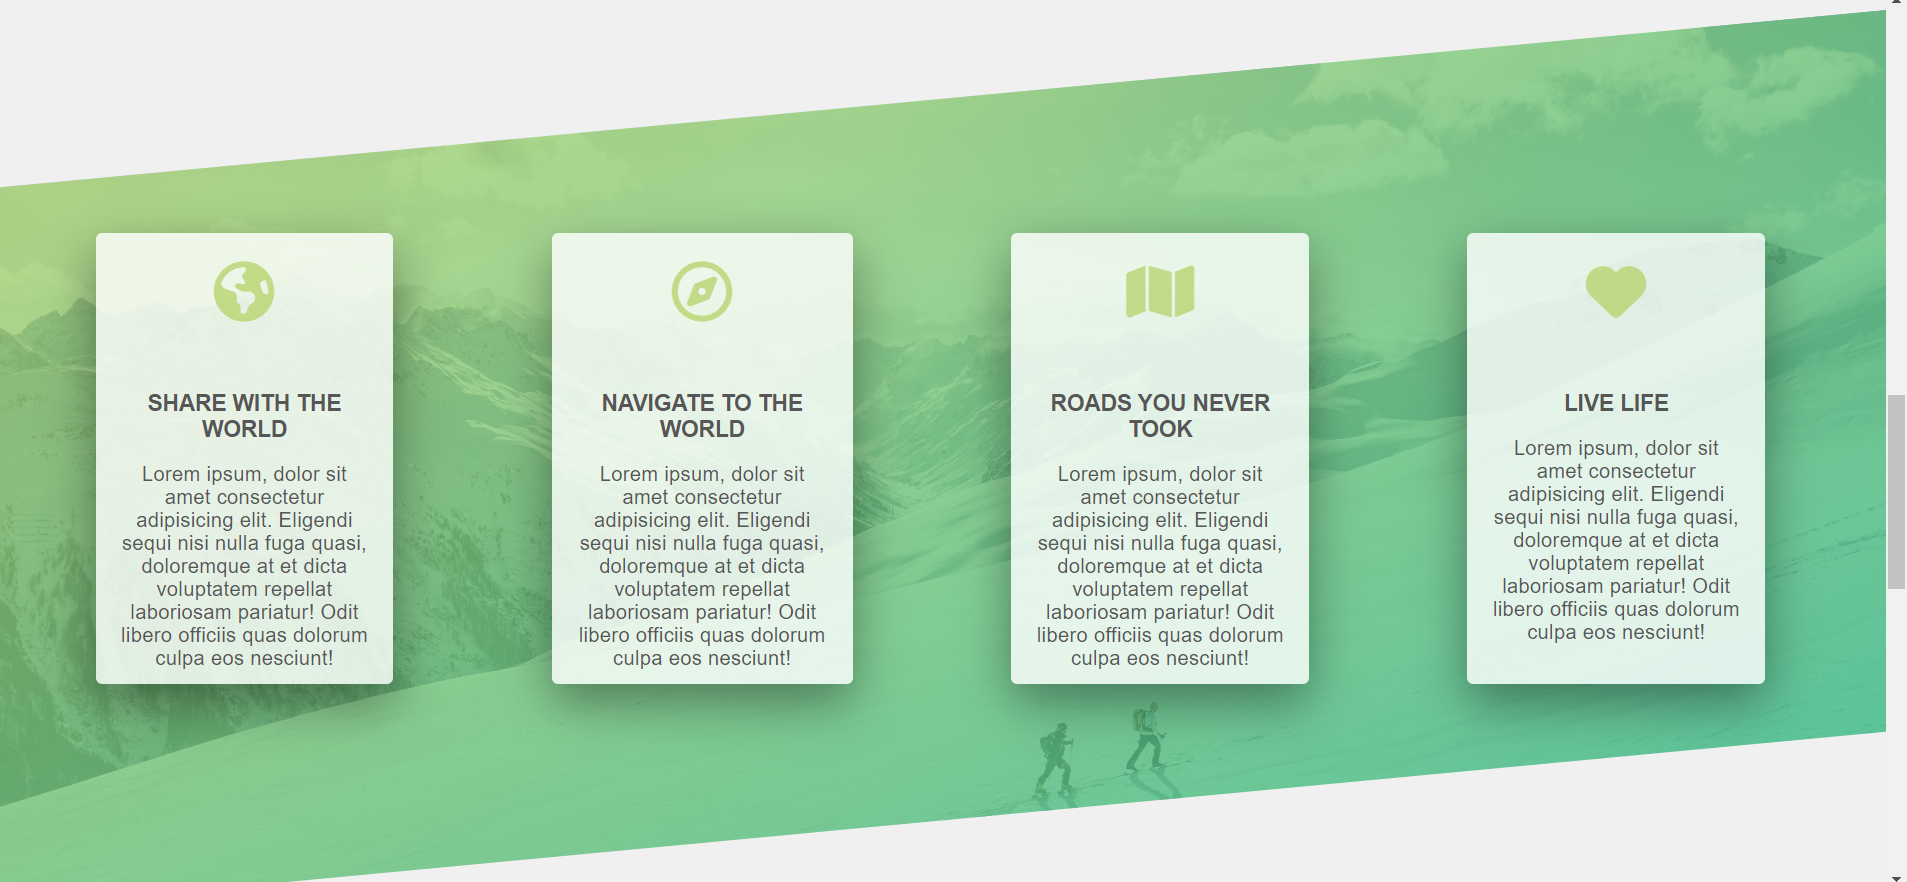 SHARE WITH THE
WORLD
Lorem ipsum, dolor sit
amet consectetur
adipisicing elit. Eligendi
sequi nisi nulla fuga quasi,
doloremque at et dicta
voluptatem repellat
laboriosam pariatur! Odit
libero officiis quas dolorum
culpa eos nesciunt!
NAVIGATE TO THE
WORLD
Lorem ipsum, dolor sit
amet consectetur
adipisicing elit. Eligendi
sequi nisi nulla fuga quasi,
doloremque at et dicta
voluptatem repellat
laboriosam pariatur! Odit
libero officiis quas dolorum
culpa eos nesciunt!
ROADS YOU NEVER
TOOK
Lorem ipsum, dolor sit
amet consectetur
adipisicing elit. Eligendi
sequi nisi nulla fuga quasi,
doloremque at et dicta
voluptatem repellat
laboriosam pariatur! Odit
libero officiis quas dolorum
culpa eos nesciunt!
LIVE LIFE
Lorem ipsum, dolor sit
amet consectetur
adipisicing elit. Eligendi
sequi nisi nulla fuga quasi,
doloremque at et dicta
voluptatem repellat
laboriosam pariatur! Odit
libero officiis quas dolorum
culpa eos nesciunt!